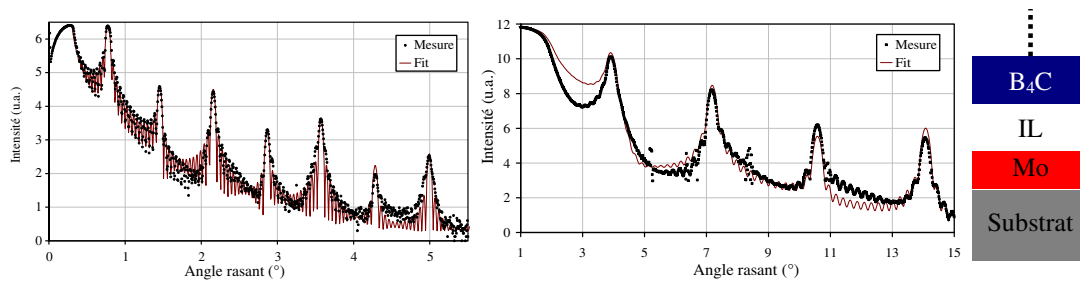 6
5
4
3
2
1
0
0
1
2
3
4
5
Intensité (u.a.)
Angle rasant (°)
Mesure
Fit
12
10
8
6
4
2
0
1
3
5
7
9
11
13
15
Intensité (u.a.)
Angle rasant (°)
Mesure
Fit
B₄C
IL
Mo
Substrat